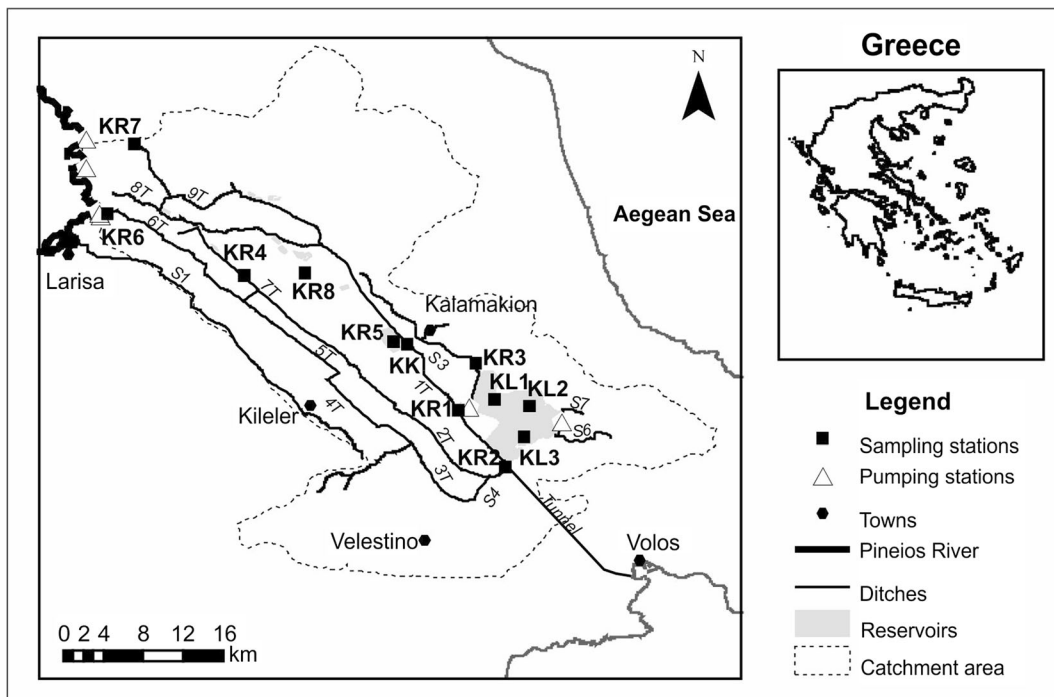 Greece
N
KR7
9T
8T
Aegean Sea
6T
KR6
KR4
Larisa
S1
7T
KR8
Kalamakion
KR5
KK
S3
KR3
5T
1T
KL1
KL2
S7
Kileler
4T
KR1
S6
2T
KR2
KL3
3T
S4
Tunnel
Velestino
Volos
0 2 4 8 12 16
km
Legend
Sampling stations
Pumping stations
Towns
Pineios River
Ditches
Reservoirs
Catchment area